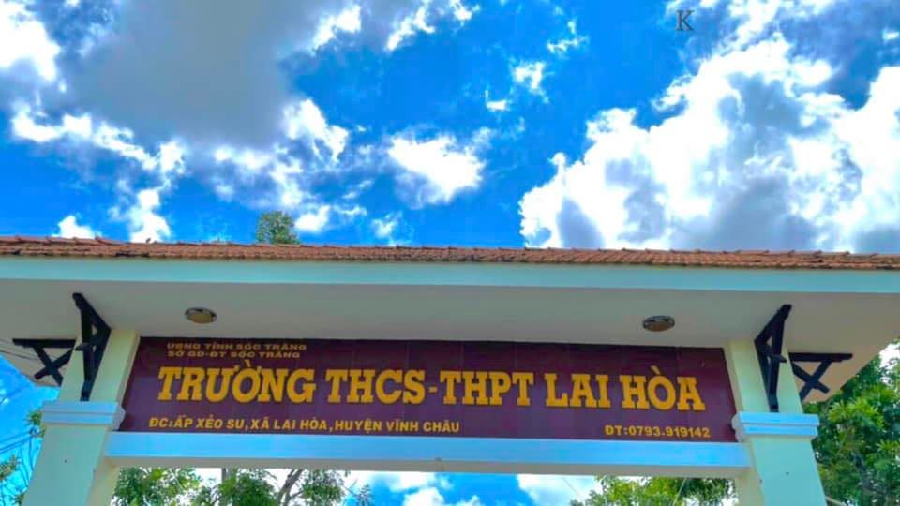 K
UBND TỈNH SÓC TRĂNG
SỞ GD-ĐT SÓC TRĂNG
TRƯỜNG THCS-THPT LAI HÒA
ĐC:ẤP XẺO SU,XÃ LAI HÒA,HUYỆN VĨNH CHÂU
ĐT:0793.919142